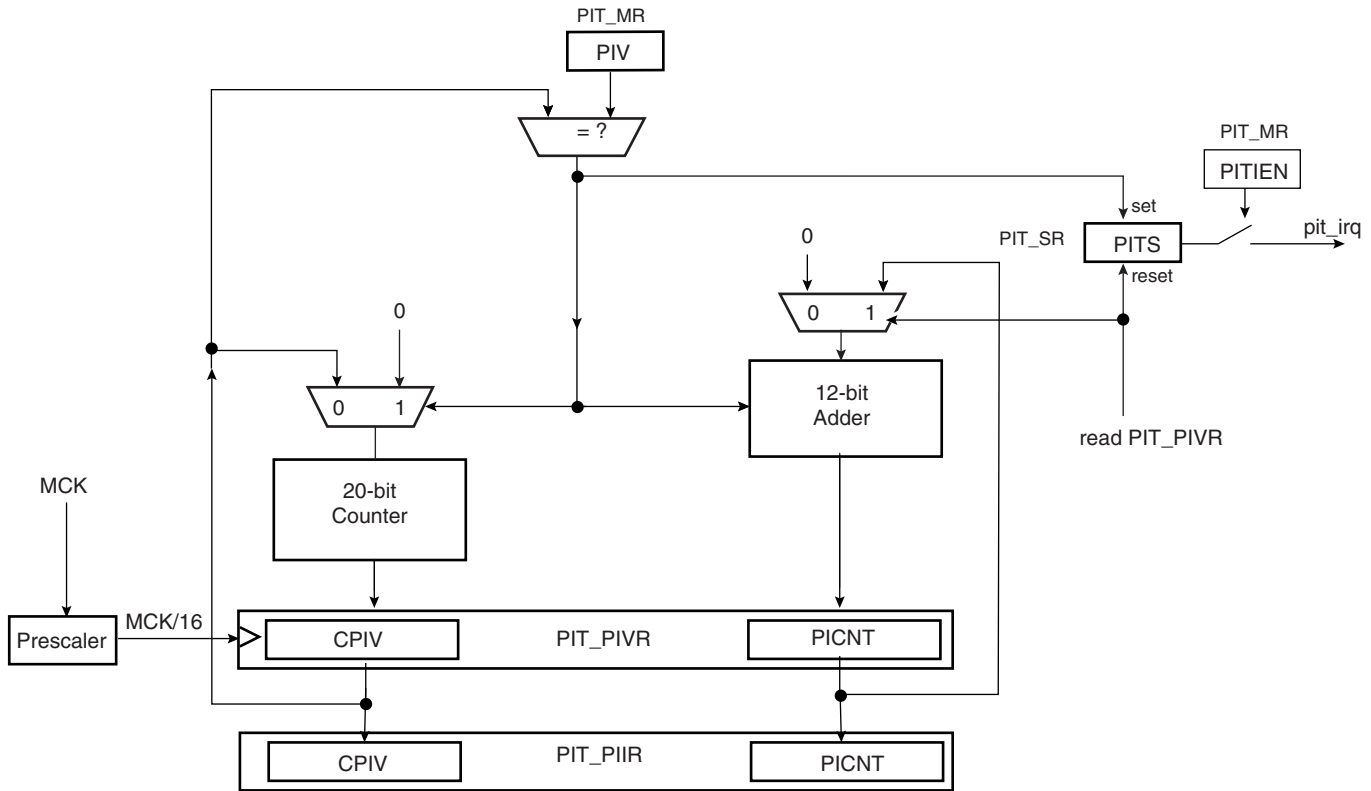 PIT_MR
PIV
= ?
PIT_MR
PITIEN
set
PIT_SR
PITS
pit_irq
reset
0
0 1
0
0 1
12-bit
Adder
read PIT_PIVR
MCK
20-bit
Counter
Prescaler
MCK/16
CPIV
PIT_PIVR
PICNT
CPIV
PIT_PIIR
PICNT